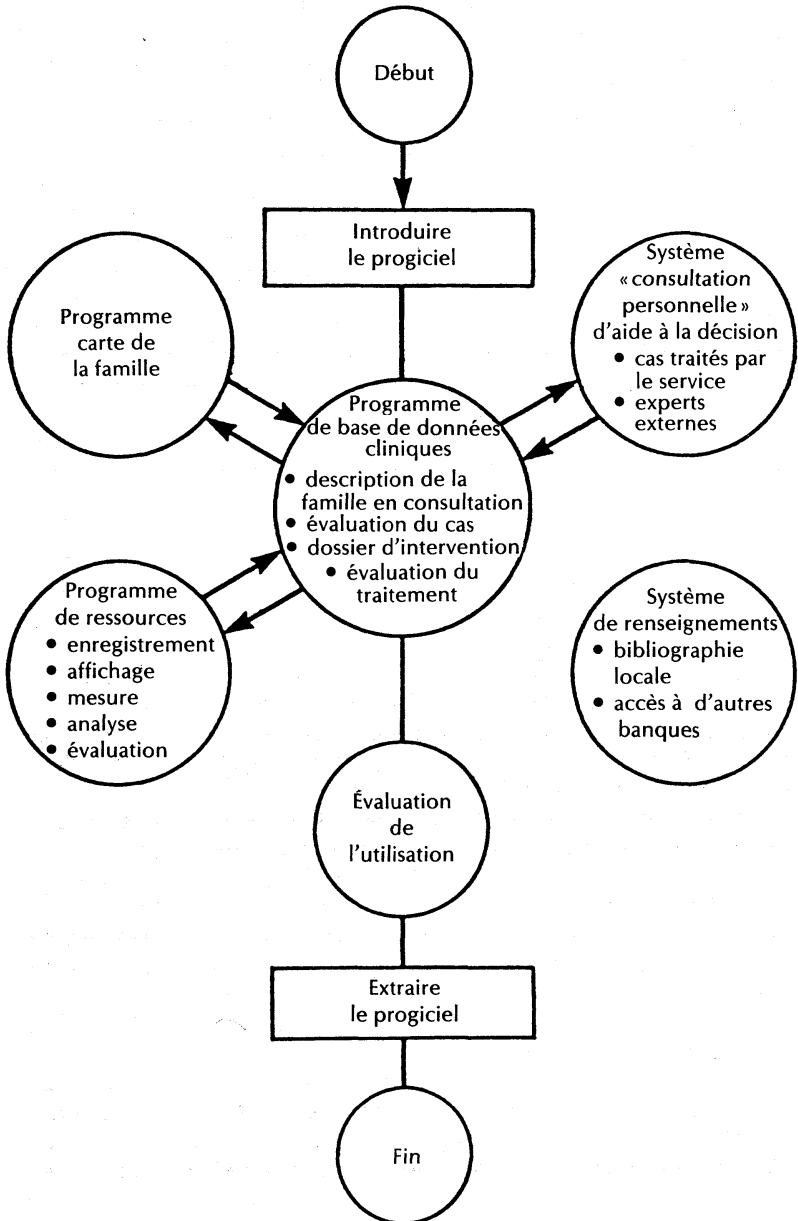 Début
Introduire
le progiciel
Programme
carte de
la famille
Système
« consultation
personnelle »
d'aide à la décision
• cas traités par
le service
• experts
externes
Programme
de base de données
cliniques
• description de la
famille en consultation
• évaluation du cas
• dossier d'intervention
• évaluation du
traitement
Programme
de ressources
• enregistrement
• affichage
• mesure
• analyse
• évaluation
Système
de renseignements
• bibliographie
locale
• accès à d'autres
banques
Évaluation
de
l'utilisation
Extraire
le progiciel
Fin